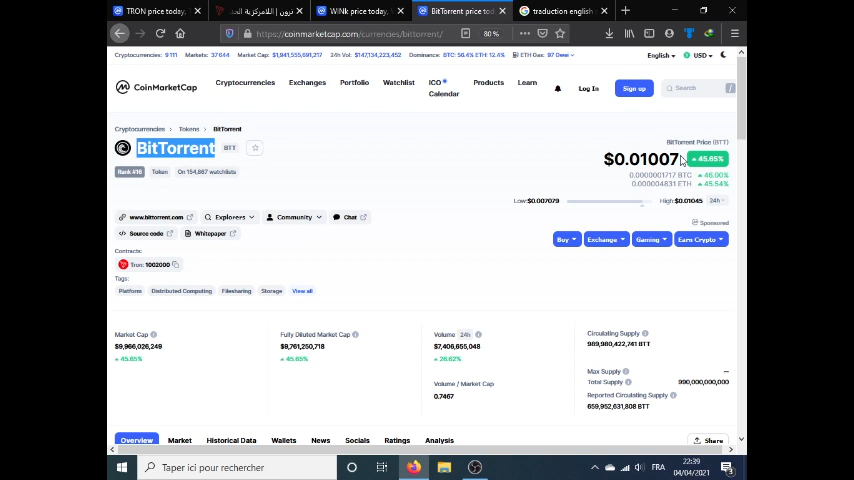 TRON price today, T
ترون | اللامركزية الحد
WINk price today, W
BitTorrent price tod
traduction english
https://coinmarketcap.com/currencies/bittorrent/
80 %
Cryptocurrencies: 9 111 Markets: 37 644 Market Cap: $1,941,555,691,217 24h Vol: $147,134,223,452 Dominance: BTC: 56.4% ETH: 12.4% ETH Gas: 97 Gwei
English
USD
CoinMarketCap
Cryptocurrencies Exchanges Portfolio Watchlist ICO Calendar Products Learn
Log In
Sign up
Search
/
Cryptocurrencies > Tokens > BitTorrent
BitTorrent BTT
Rank #16 Token On 154,867 watchlists
BitTorrent Price (BTT)
$0.01007 45.65%
0.0000001717 BTC 46.00%
0.000004831 ETH 45.54%
Low: $0.007079 High: $0.01045 24h
www.bittorrent.com Explorers Community Chat
Source code Whitepaper
Sponsored
Buy Exchange Gaming Earn Crypto
Contracts:
Tron: 1002000
Tags:
Platform Distributed Computing Filesharing Storage View all
Market Cap
$9,966,026,249
45.65%
Fully Diluted Market Cap
$9,761,250,718
45.65%
Volume 24h
$7,406,655,048
26.62%
Volume / Market Cap
0.7467
Circulating Supply
989,980,422,741 BTT
Max Supply --
Total Supply 990,000,000,000
Reported Circulating Supply
659,952,631,808 BTT
Overview Market Historical Data Wallets News Socials Ratings Analysis
Share
Taper ici pour rechercher
FRA
22:39
04/04/2021
3